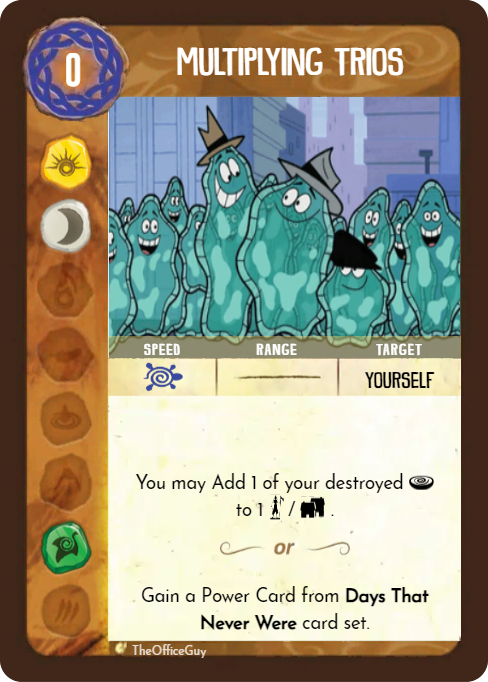 0
MULTIPLYING TRIOS
SPEED RANGE TARGET
YOURSELF
You may Add 1 of your destroyed
to 1 / .
or
Gain a Power Card from Days That
Never Were card set.
TheOfficeGuy